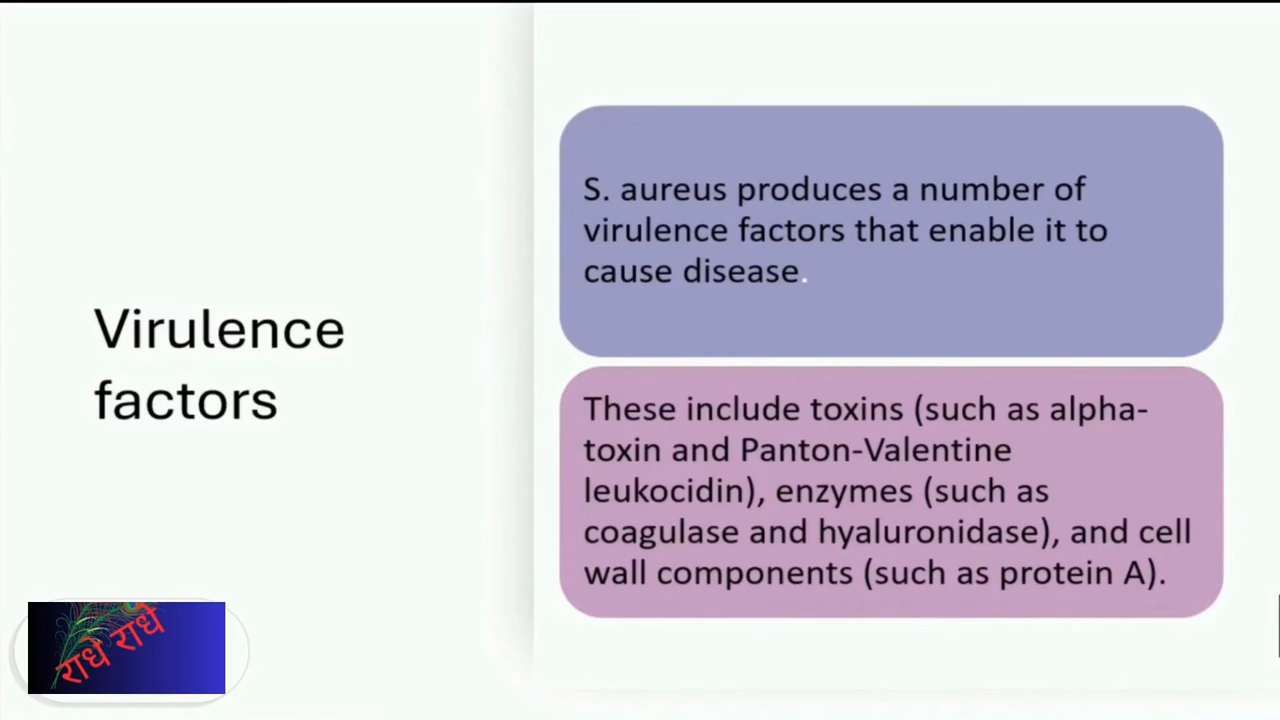 Virulence
factors
S. aureus produces a number of
virulence factors that enable it to
cause disease.
These include toxins (such as alpha-
toxin and Panton-Valentine
leukocidin), enzymes (such as
coagulase and hyaluronidase), and cell
wall components (such as protein A).
राधे राधे